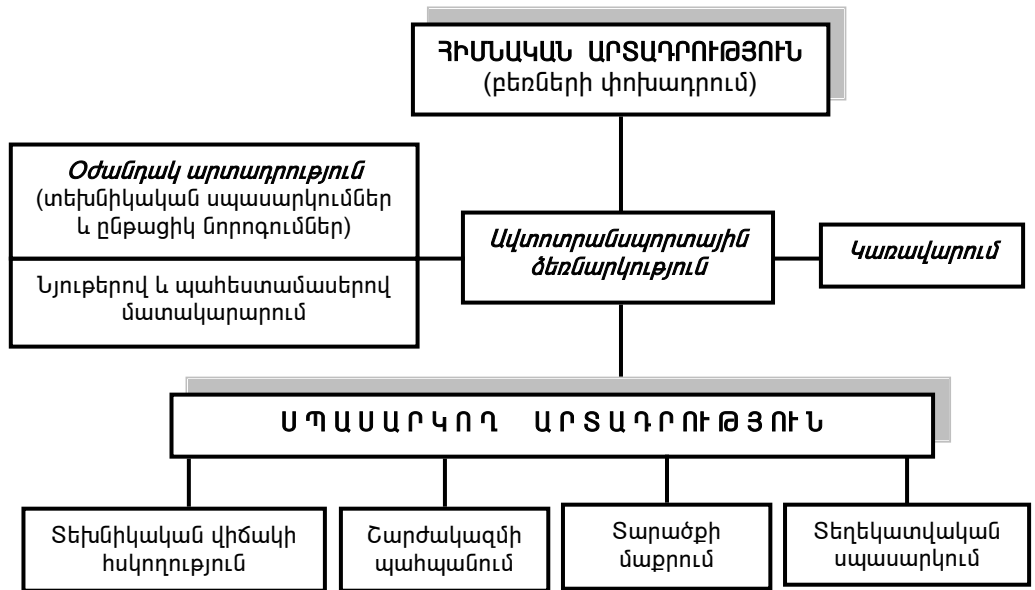 ՀԻՄՆԱԿԱՆ ԱՐՏԱԴՐՈՒԹՅՈՒՆ
(բեռների փոխադրում)
Օժանդակ արտադրություն
(տեխնիկական սպասարկումներ
և ընթացիկ նորոգումներ)
Նյութերով և պահեստամասերով
մատակարարում
Ավտոտրանսպորտային
ձեռնարկություն
Կառավարում
ՍՊԱՍԱՐԿՈՂ ԱՐՏԱԴՐՈՒԹՅՈՒՆ
Տեխնիկական վիճակի
հսկողություն
Շարժակազմի
պահպանում
Տարածքի
մաքրում
Տեղեկատվական
սպասարկում